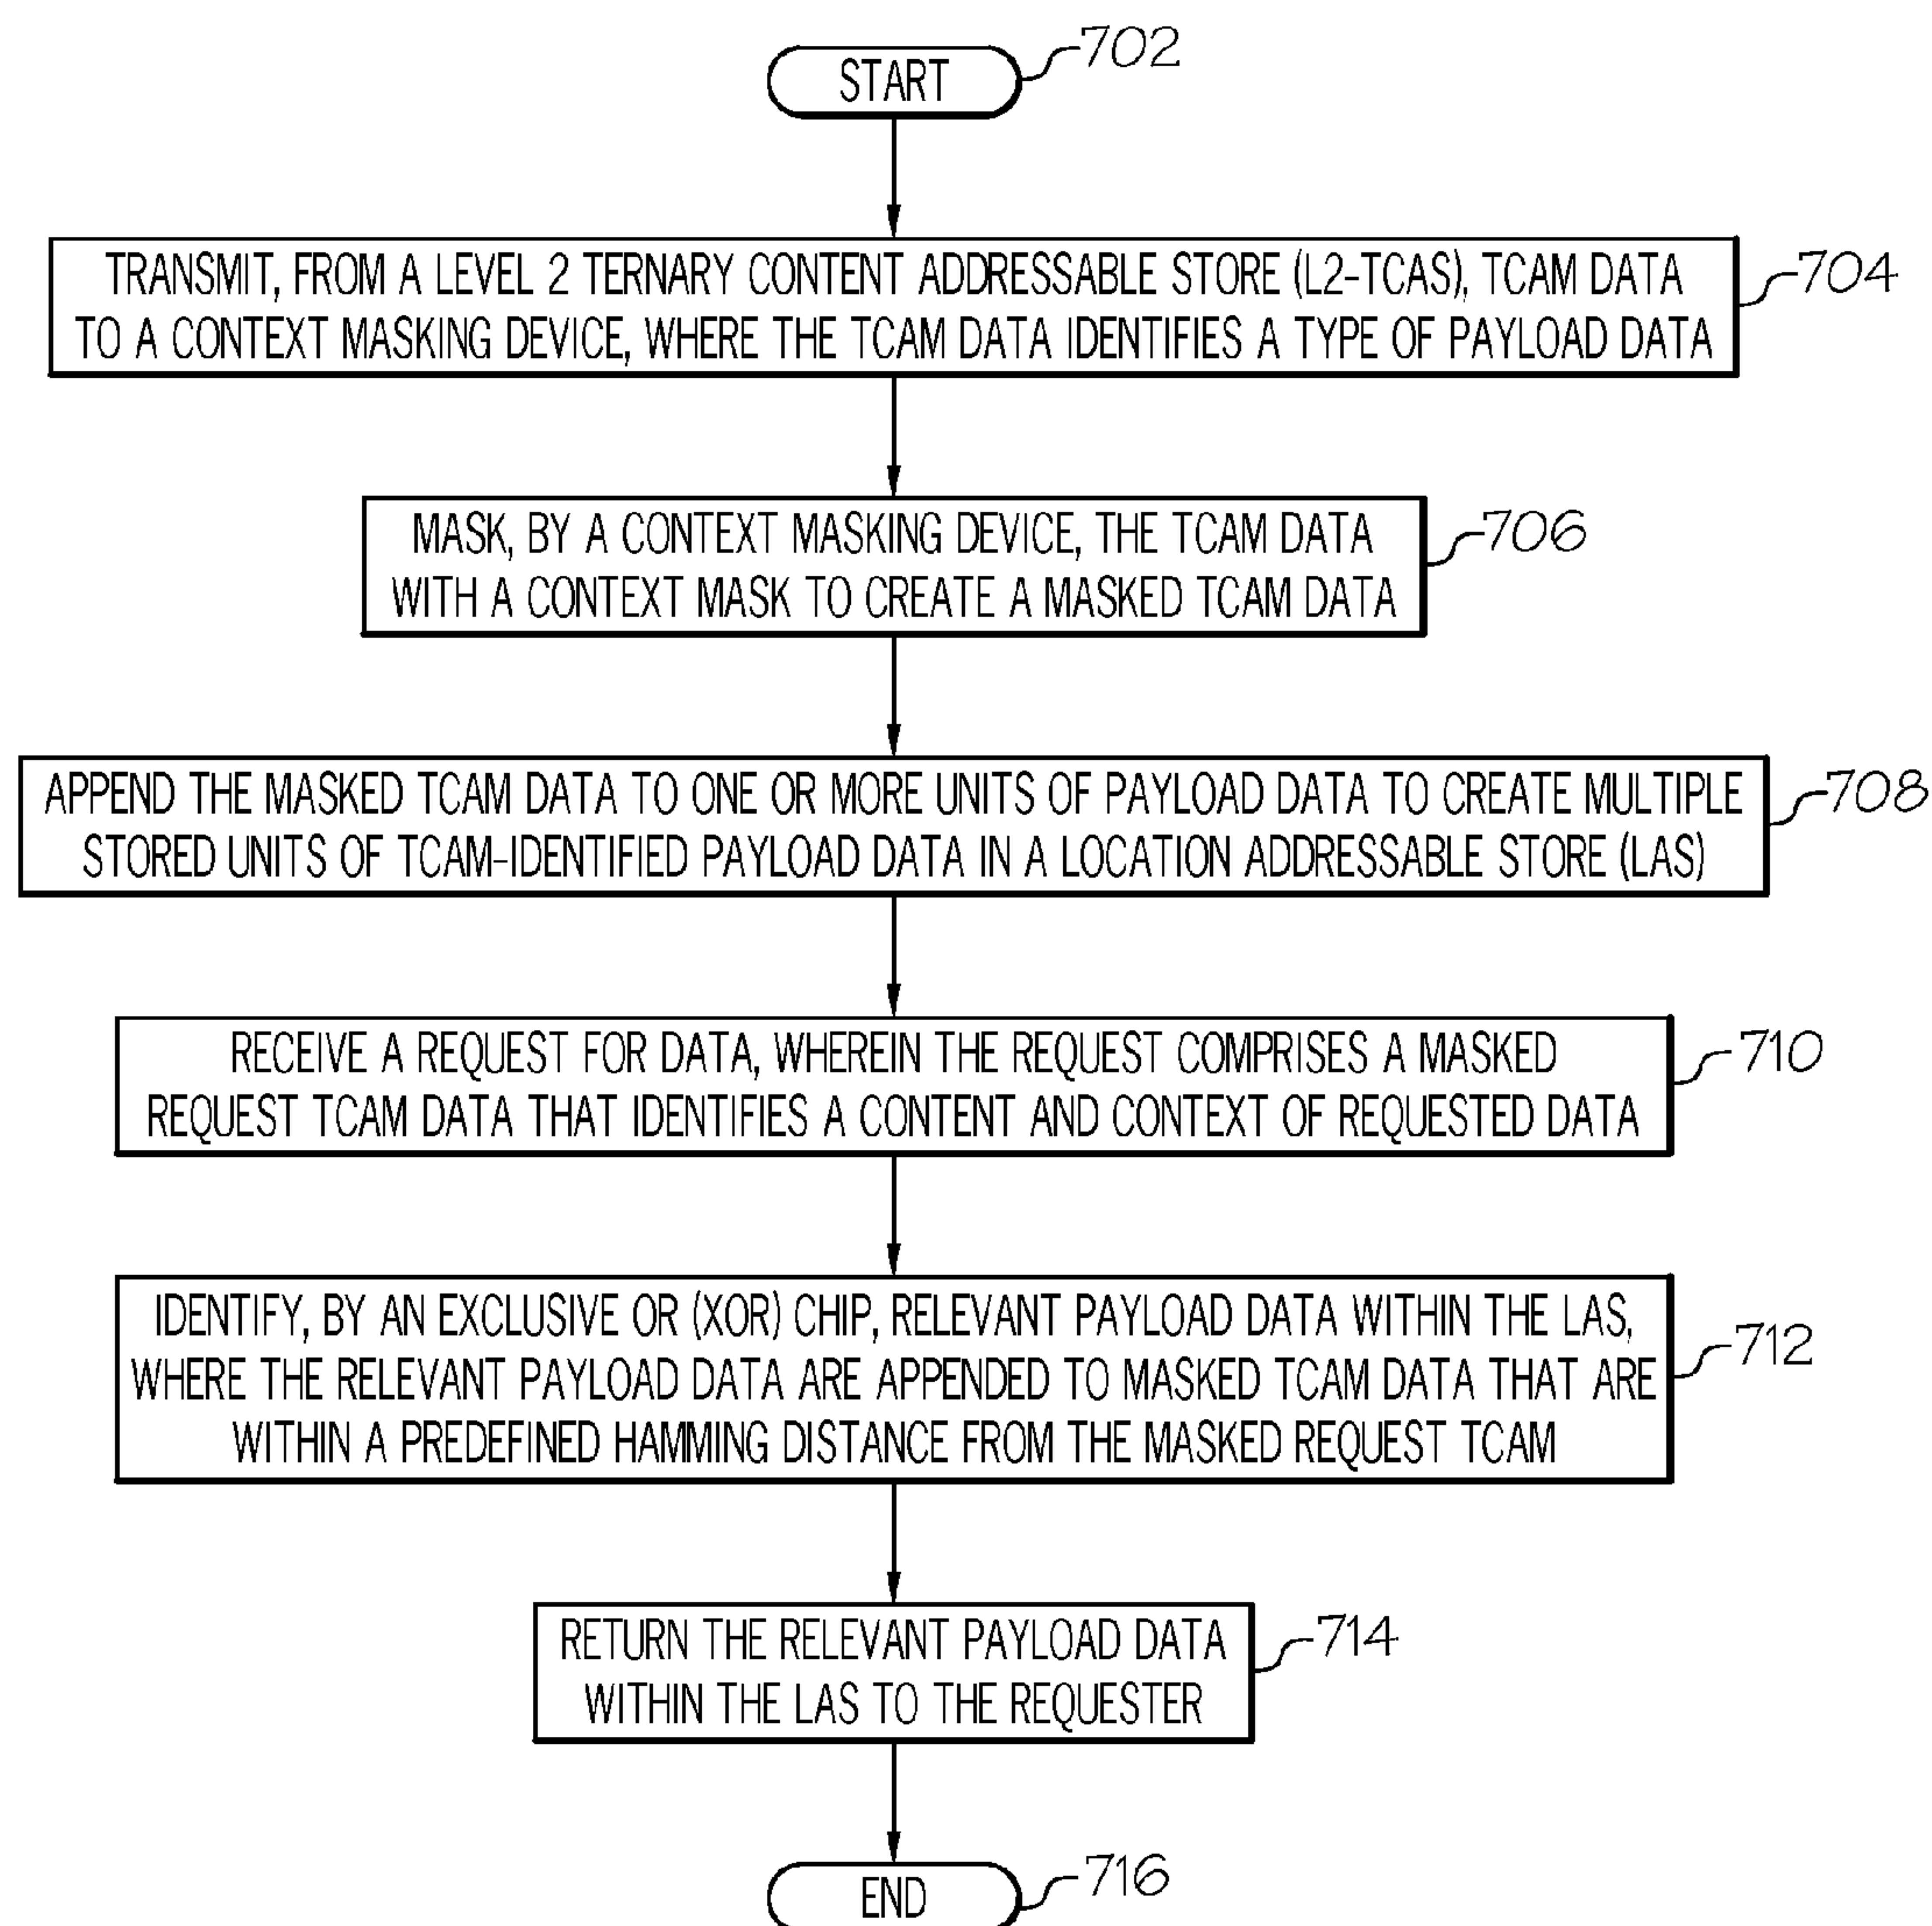 START
702
TRANSMIT, FROM A LEVEL 2 TERNARY CONTENT ADDRESSABLE STORE (L2-TCAS), TCAM DATA
TO A CONTEXT MASKING DEVICE, WHERE THE TCAM DATA IDENTIFIES A TYPE OF PAYLOAD DATA
704
MASK, BY A CONTEXT MASKING DEVICE, THE TCAM DATA
WITH A CONTEXT MASK TO CREATE A MASKED TCAM DATA
706
APPEND THE MASKED TCAM DATA TO ONE OR MORE UNITS OF PAYLOAD DATA TO CREATE MULTIPLE
STORED UNITS OF TCAM-IDENTIFIED PAYLOAD DATA IN A LOCATION ADDRESSABLE STORE (LAS)
708
RECEIVE A REQUEST FOR DATA, WHEREIN THE REQUEST COMPRISES A MASKED
REQUEST TCAM DATA THAT IDENTIFIES A CONTENT AND CONTEXT OF REQUESTED DATA
710
IDENTIFY, BY AN EXCLUSIVE OR (XOR) CHIP, RELEVANT PAYLOAD DATA WITHIN THE LAS,
WHERE THE RELEVANT PAYLOAD DATA ARE APPENDED TO MASKED TCAM DATA THAT ARE
WITHIN A PREDEFINED HAMMING DISTANCE FROM THE MASKED REQUEST TCAM
712
RETURN THE RELEVANT PAYLOAD DATA
WITHIN THE LAS TO THE REQUESTER
714
END
716